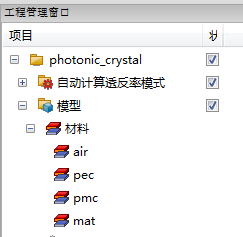 工程管理窗口
项目
状
photonic_crystal
自动计算透反率模式
模型
材料
air
pec
pmc
mat